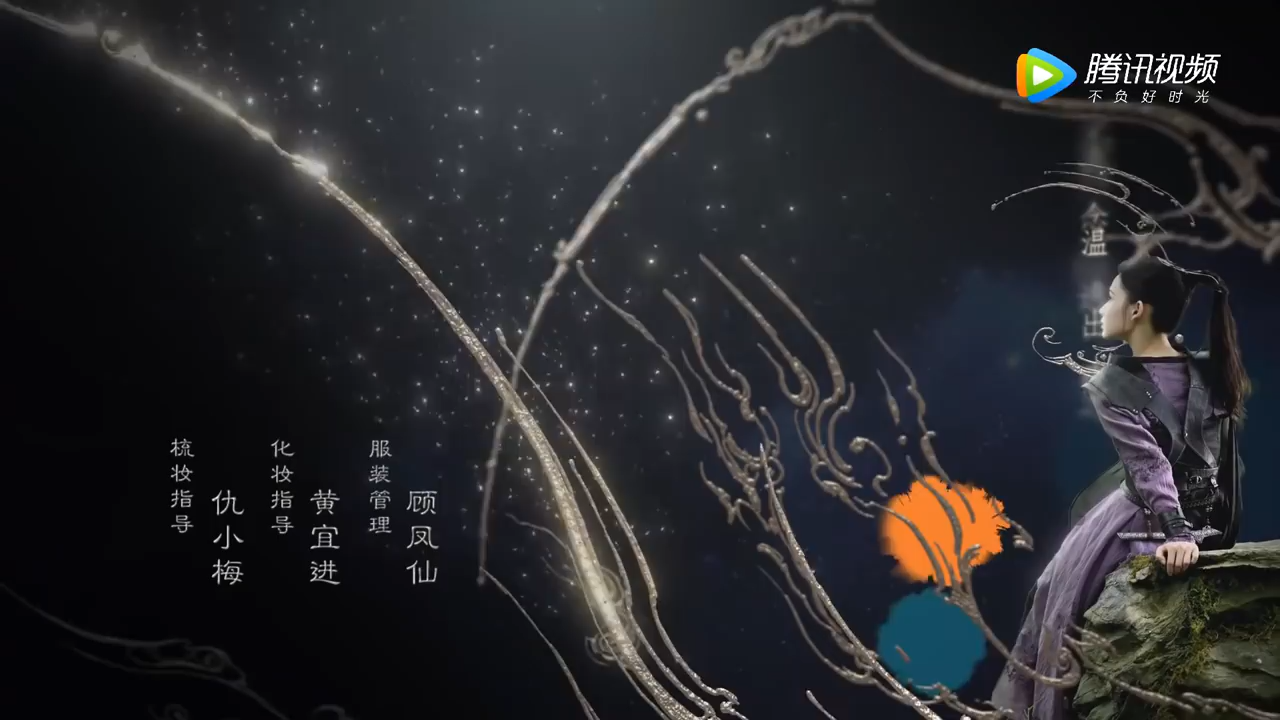 腾讯视频
不负好时光
服装管理
顾凤仙
化妆指导
黄宜进
梳妆指导
仇小梅